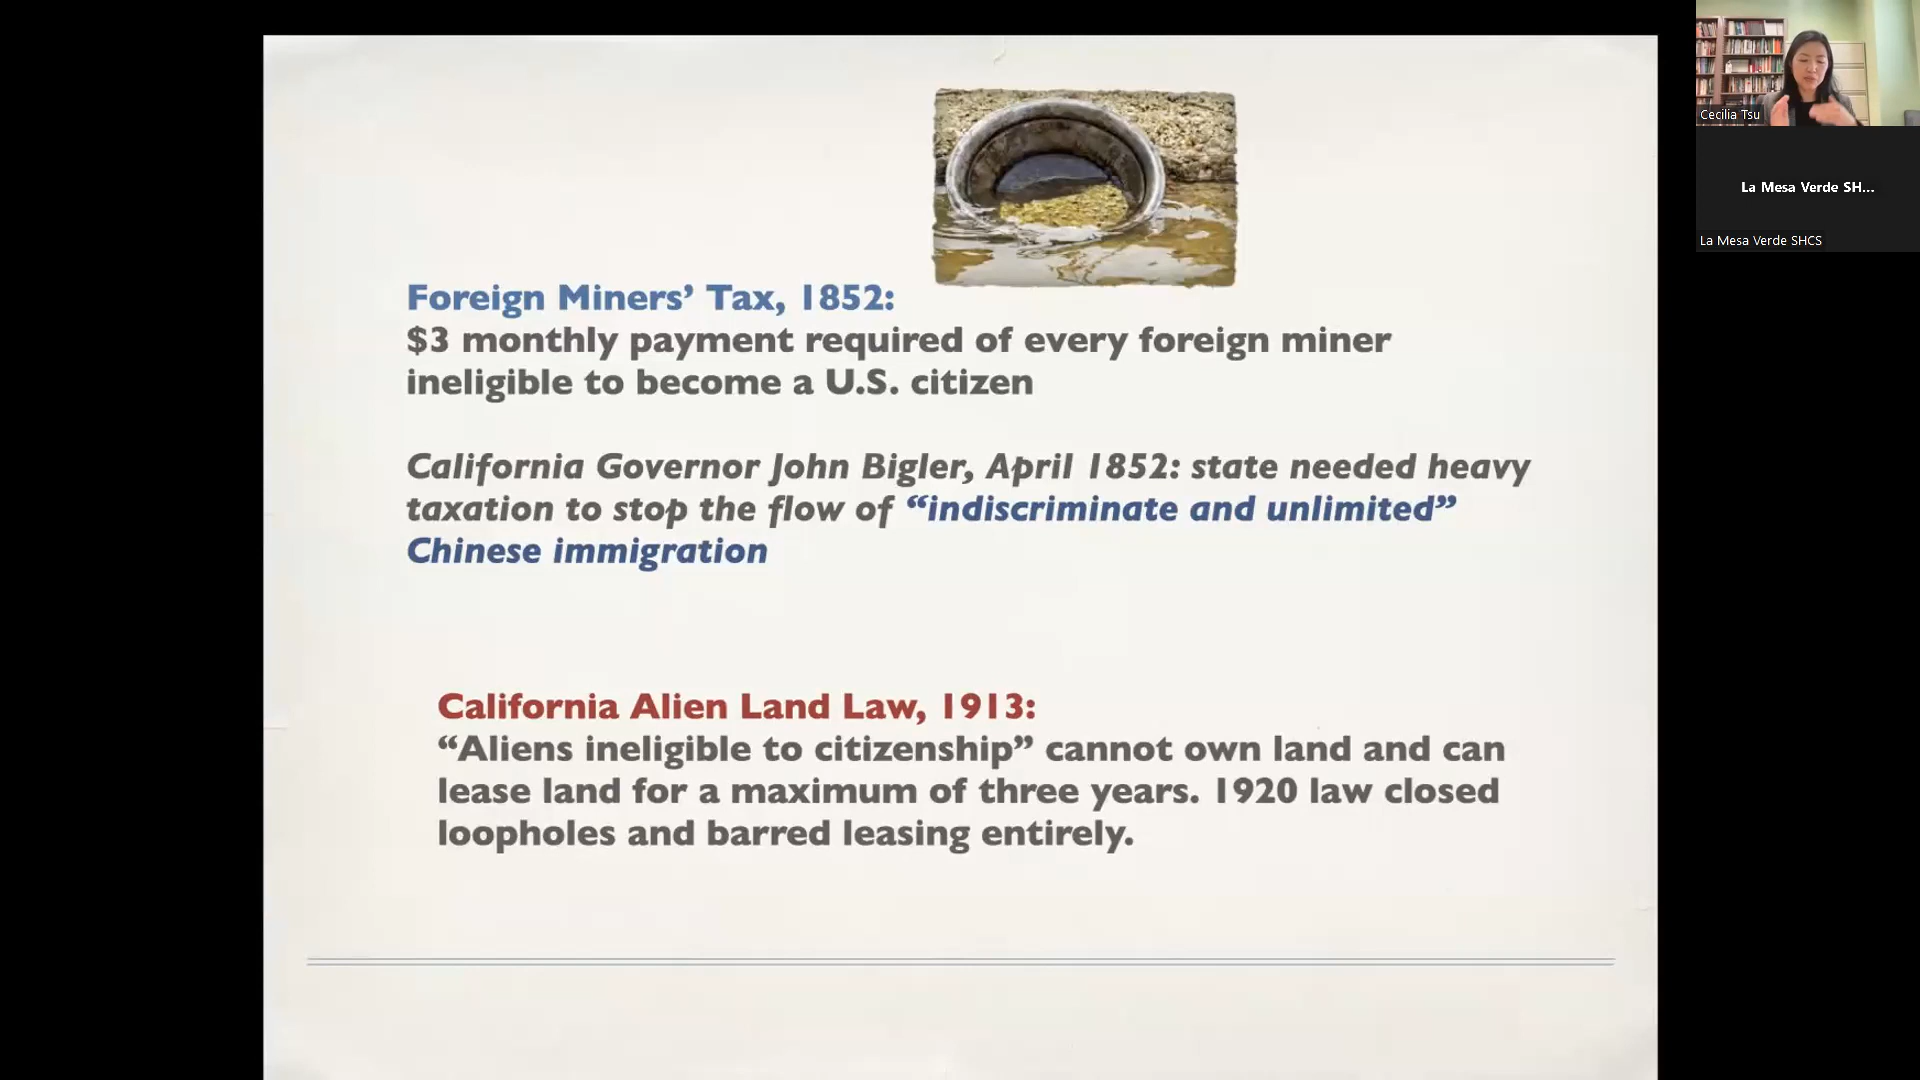 Foreign Miners’ Tax, 1852:
$3 monthly payment required of every foreign miner
ineligible to become a U.S. citizen
California Governor John Bigler, April 1852: state needed heavy
taxation to stop the flow of “indiscriminate and unlimited”
Chinese immigration
California Alien Land Law, 1913:
“Aliens ineligible to citizenship” cannot own land and can
lease land for a maximum of three years. 1920 law closed
loopholes and barred leasing entirely.
Cecilia Tsu
La Mesa Verde SH...
La Mesa Verde SHCS